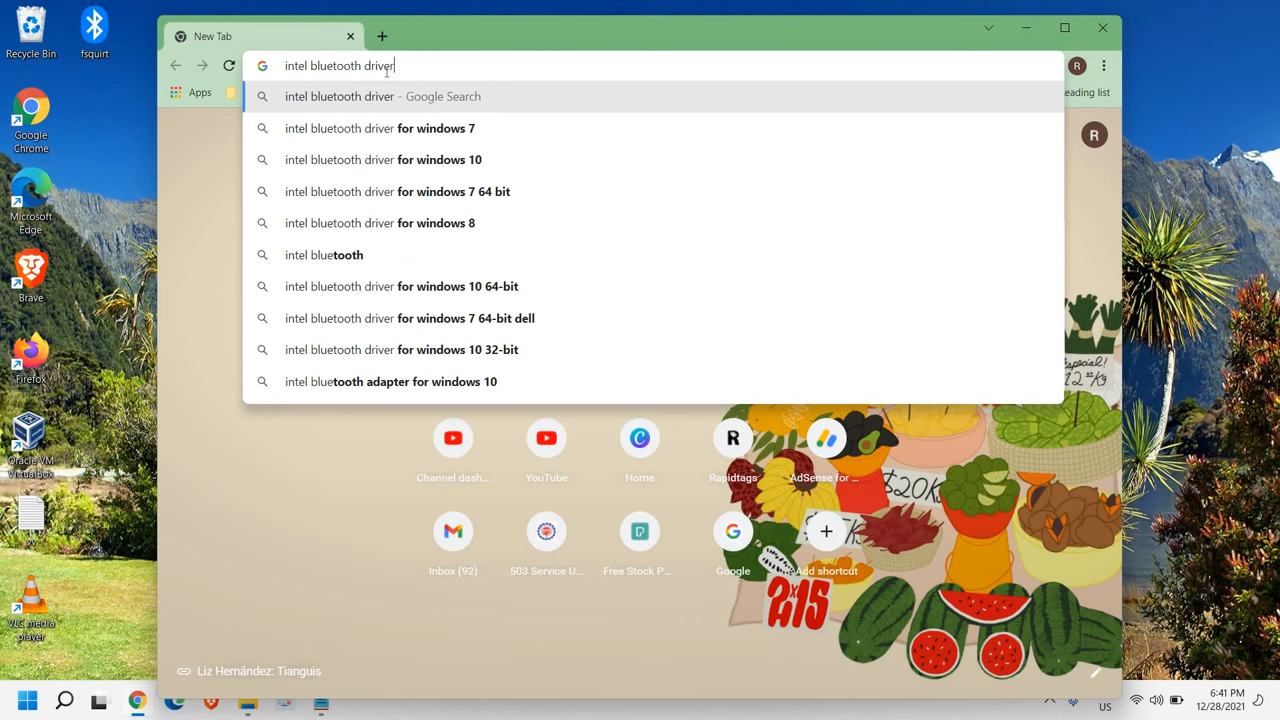 Recycle Bin
fsquirt
Google
Chrome
Microsoft
Edge
Brave
Firefox
Oracle VM
VirtualBox
VLC media
player
New Tab
intel bluetooth driver
R
Apps
eading list
intel bluetooth driver - Google Search
intel bluetooth driver for windows 7
intel bluetooth driver for windows 10
intel bluetooth driver for windows 7 64 bit
intel bluetooth driver for windows 8
intel bluetooth
intel bluetooth driver for windows 10 64-bit
intel bluetooth driver for windows 7 64-bit dell
intel bluetooth driver for windows 10 32-bit
intel bluetooth adapter for windows 10
R
Special!
12 Kg
$20K
2x15
Channel dash...
YouTube
Home
Rapidtags
AdSense for ...
Inbox (92)
503 Service U...
Free Stock P...
Google
Add shortcut
Liz Hernández: Tianguis
US
6:41 PM
12/28/2021